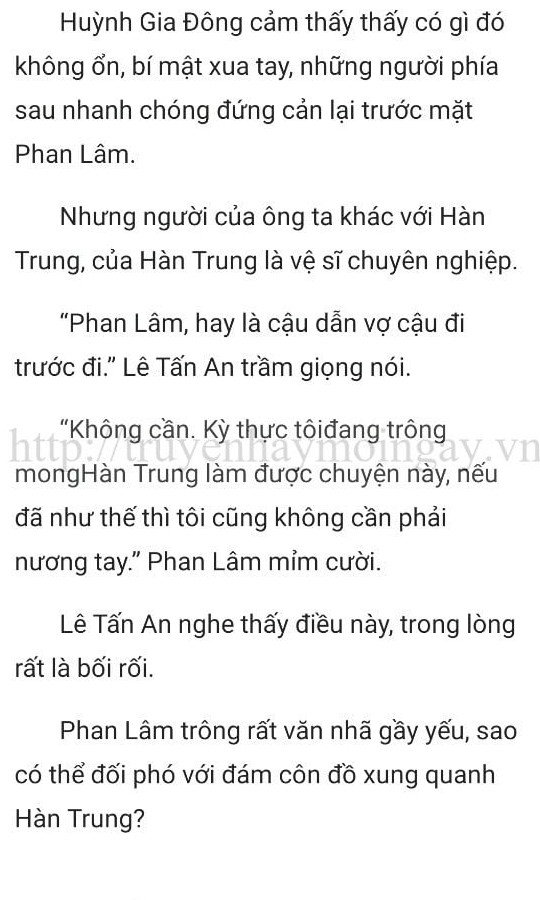 Huỳnh Gia Đông cảm thấy thấy có gì đó
không ổn, bí mật xua tay, những người phía
sau nhanh chóng đứng cản lại trước mặt
Phan Lâm.
Nhưng người của ông ta khác với Hàn
Trung, của Hàn Trung là vệ sĩ chuyên nghiệp.
“Phan Lâm, hay là cậu dẫn vợ cậu đi
trước đi.” Lê Tấn An trầm giọng nói.
“Không cần. Kỳ thực tôiđang trông
http://truyenhaymoingay.vn
mongHàn Trung làm được chuyện này, nếu
đã như thế thì tôi cũng không cần phải
nương tay.” Phan Lâm mỉm cười.
Lê Tấn An nghe thấy điều này, trong lòng
rất là bối rối.
Phan Lâm trông rất văn nhã gầy yếu, sao
có thể đối phó với đám côn đồ xung quanh
Hàn Trung?